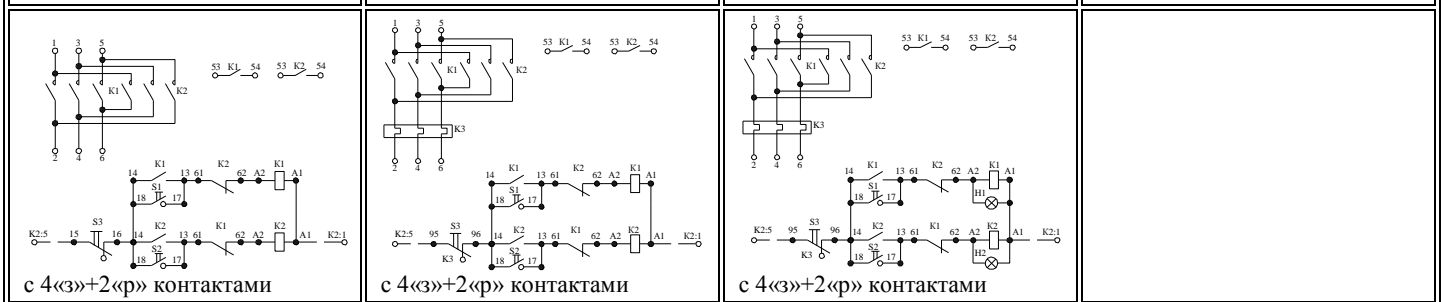 1 3 5
K1 K2
53 K1 54 53 K2 54
2 4 6
K1 K2 K1
14 13 61 62 A2 A1
S1
18 17
S3 K2 K1 K2
K2:5 15 16 14 13 61 62 A2 A1 K2:1
S2
18 17
с 4«з»+2«р» контактами
1 3 5
K1 K2
53 K1 54 53 K2 54
K3
2 4 6
K1 K2 K1
14 13 61 62 A2 A1
S1
18 17
S3 K2 K1 K2
K2:5 95 96 14 13 61 62 A2 A1 K2:1
K3 S2
18 17
с 4«з»+2«р» контактами
1 3 5
K1 K2
53 K1 54 53 K2 54
K3
2 4 6
K1 K2 K1
14 13 61 62 A2 A1
S1 H1
18 17
S3 K2 K1 K2
K2:5 95 96 14 13 61 62 A2 A1 K2:1
K3 S2 H2
18 17
с 4«з»+2«р» контактами